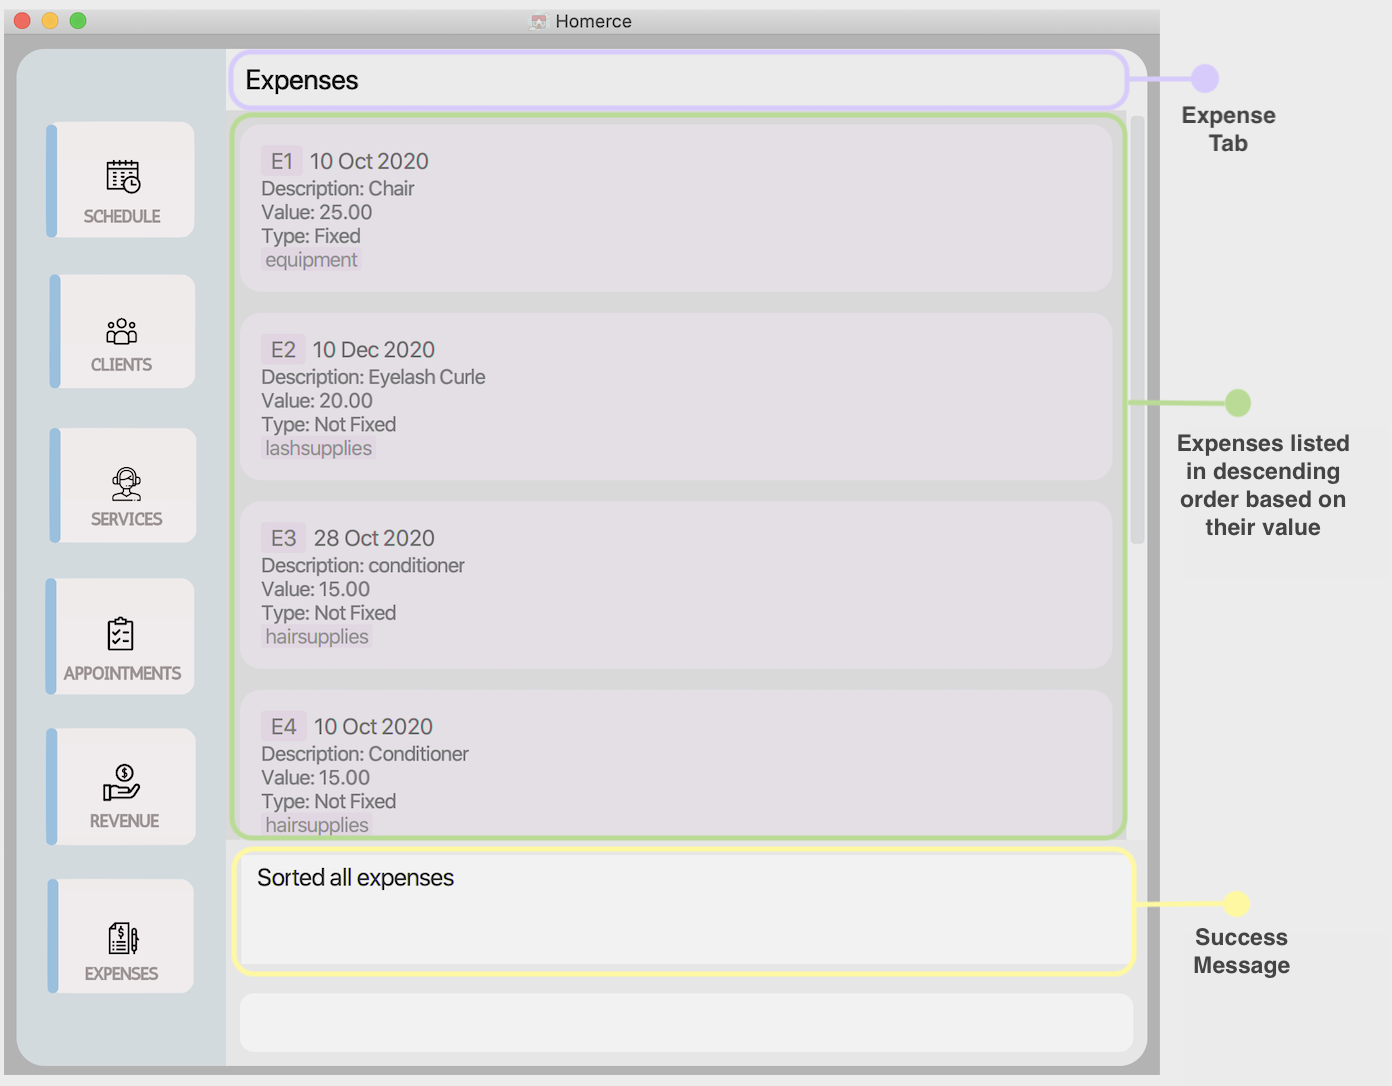 Homerce
Expenses
Expense
Tab
SCHEDULE
CLIENTS
SERVICES
APPOINTMENTS
REVENUE
EXPENSES
E1 10 Oct 2020
Description: Chair
Value: 25.00
Type: Fixed
equipment
E2 10 Dec 2020
Description: Eyelash Curle
Value: 20.00
Type: Not Fixed
lashsupplies
E3 28 Oct 2020
Description: conditioner
Value: 15.00
Type: Not Fixed
hairsupplies
E4 10 Oct 2020
Description: Conditioner
Value: 15.00
Type: Not Fixed
hairsupplies
Expenses listed
in descending
order based on
their value
Sorted all expenses
Success
Message